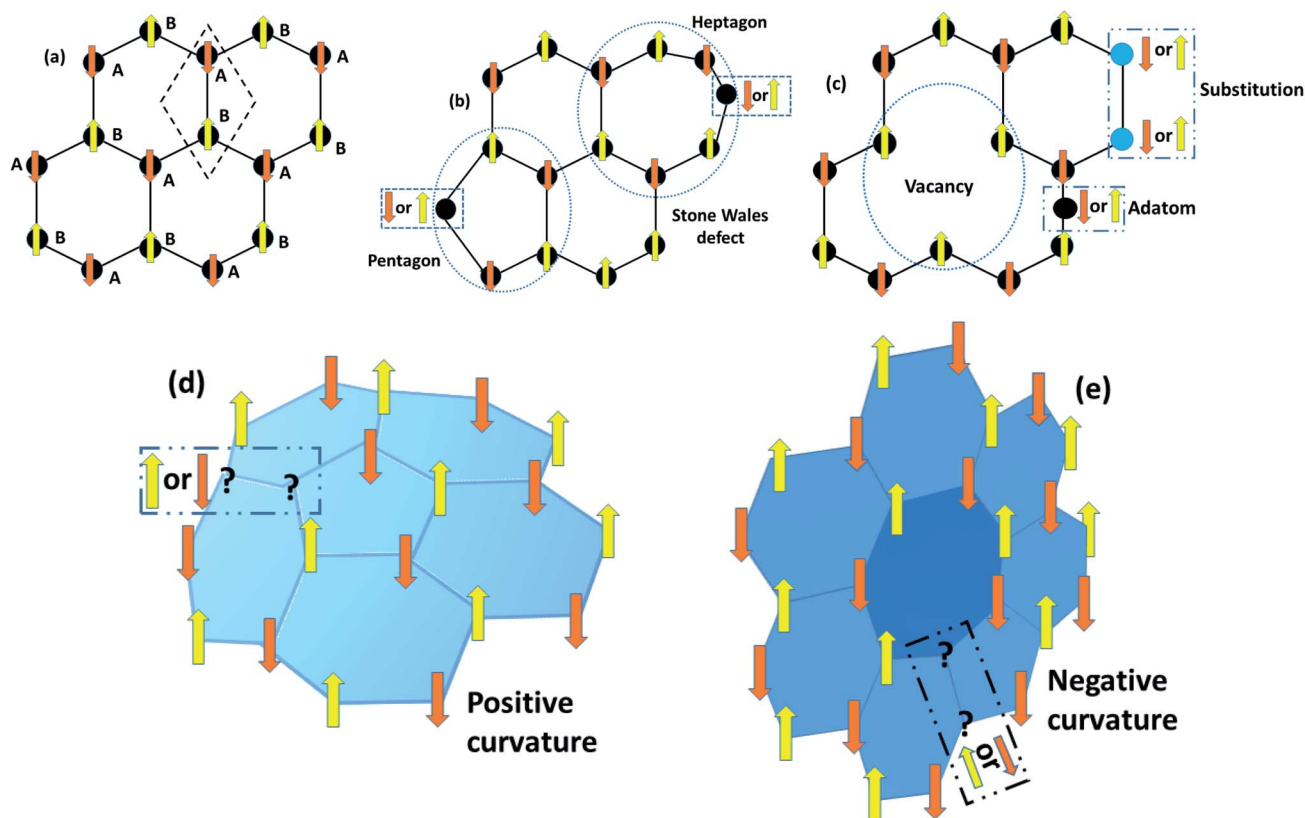 (a)
B
B
A
A
A
B
B
B
A
A
A
B
B
B
A
A
(b)
Heptagon
or
or
Pentagon
Stone Wales
defect
(c)
or
Substitution
or
Vacancy
or
Adatom
(d)
or
?
?
Positive
curvature
(e)
?
?
or
Negative
curvature